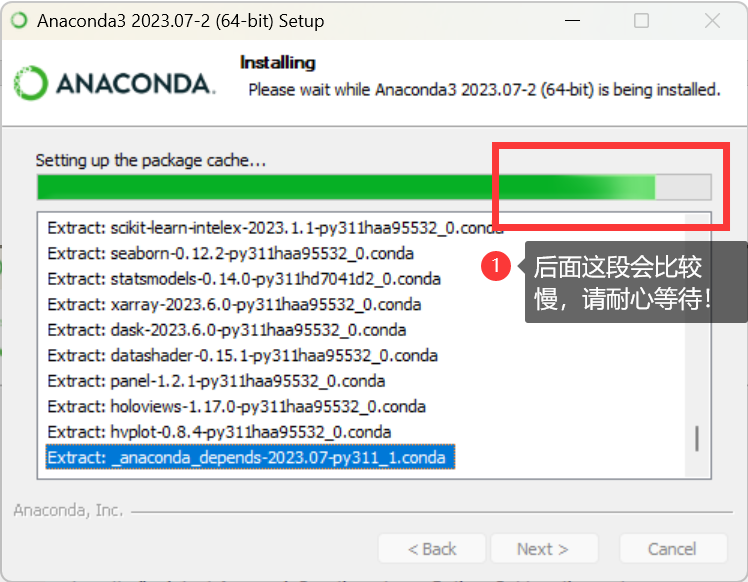 Anaconda3 2023.07-2 (64-bit) Setup
ANACONDA.
Installing
Please wait while Anaconda3 2023.07-2 (64-bit) is being installed.
Setting up the package cache...
Extract: scikit-learn-intelex-2023.1.1-py311haa95532_0.conda
Extract: seaborn-0.12.2-py311haa95532_0.conda
Extract: statsmodels-0.14.0-py311hd7041d2_0.conda
Extract: xarray-2023.6.0-py311haa95532_0.conda
Extract: dask-2023.6.0-py311haa95532_0.conda
Extract: datashader-0.15.1-py311haa95532_0.conda
Extract: panel-1.2.1-py311haa95532_0.conda
Extract: holoviews-1.17.0-py311haa95532_0.conda
Extract: hvplot-0.8.4-py311haa95532_0.conda
Extract: _anaconda_depends-2023.07-py311_1.conda
1
后面这段会比较
慢，请耐心等待！
Anaconda, Inc.
< Back
Next >
Cancel